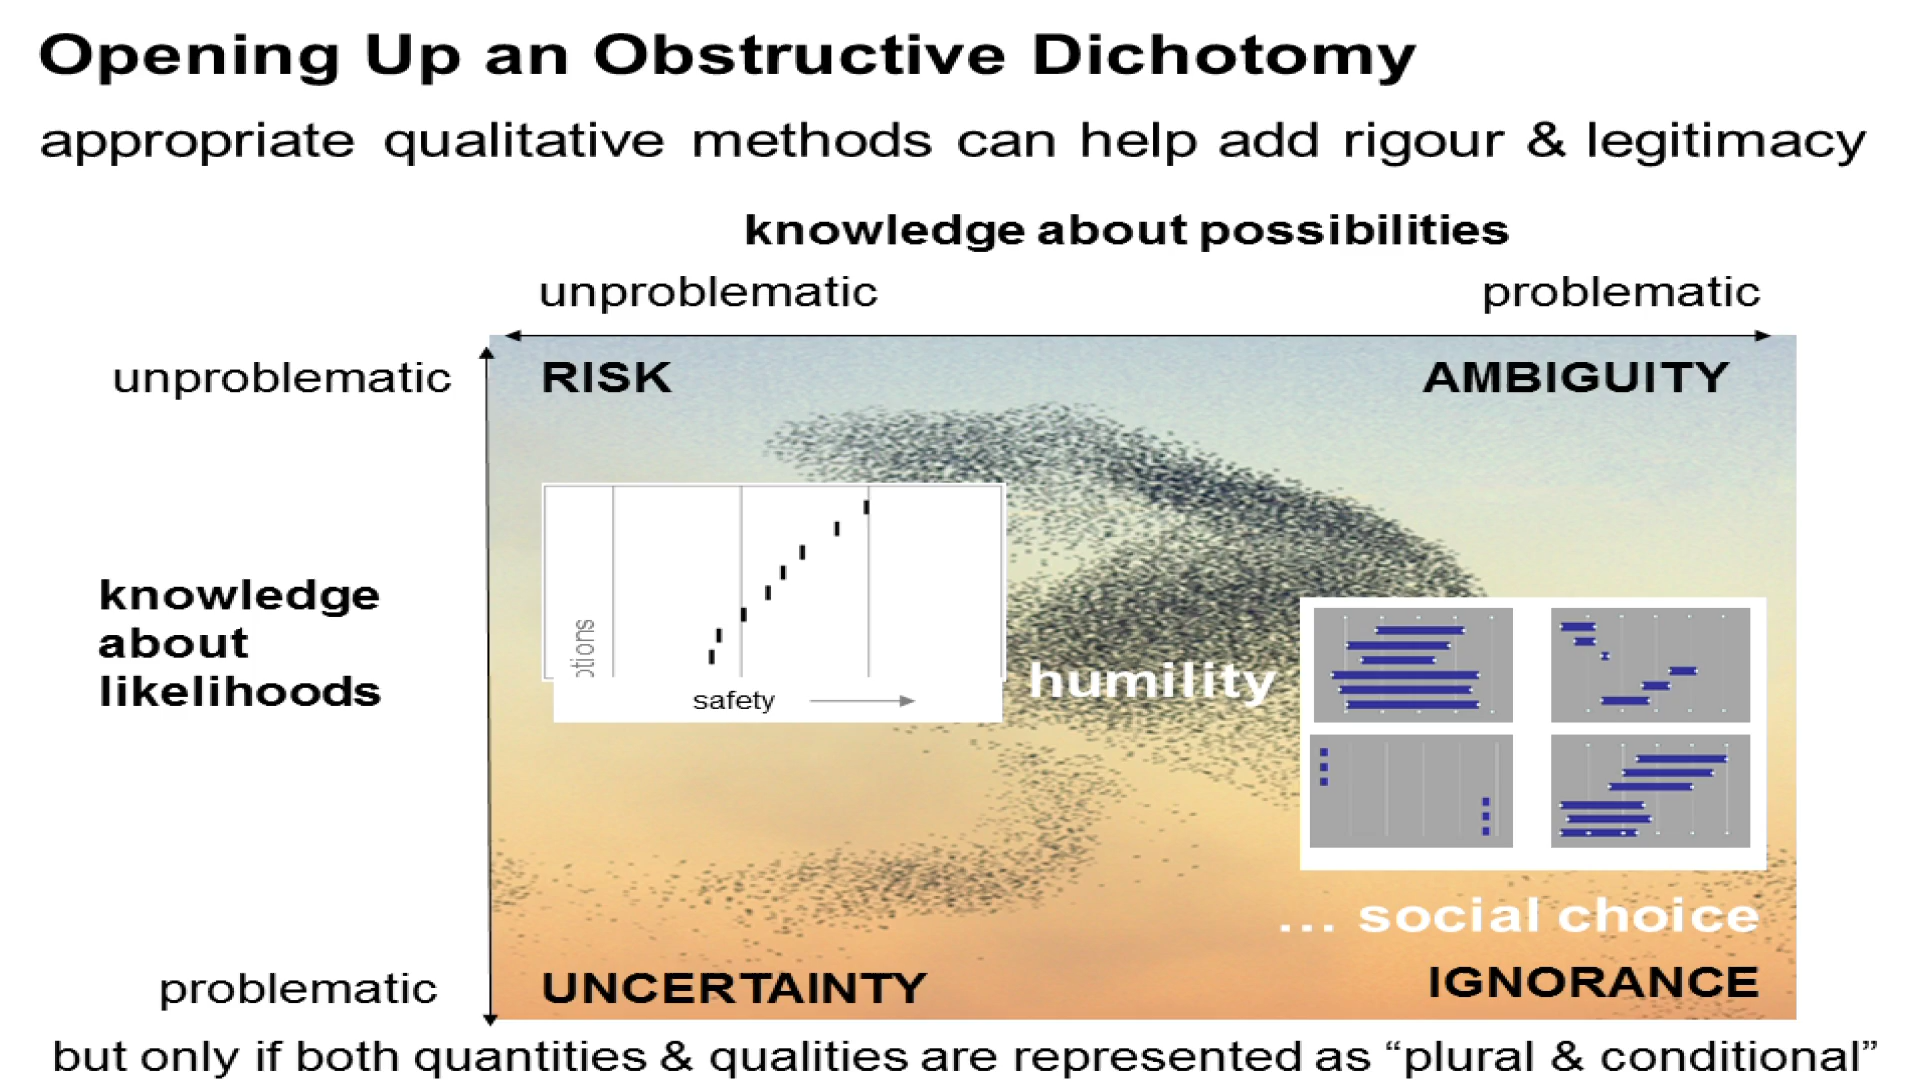 Opening Up an Obstructive Dichotomy
appropriate qualitative methods can help add rigour & legitimacy
knowledge about possibilities
unproblematic
problematic
unproblematic
RISK
AMBIGUITY
knowledge
about
likelihoods
safety
humility
... social choice
problematic
UNCERTAINTY
IGNORANCE
but only if both quantities & qualities are represented as “plural & conditional”